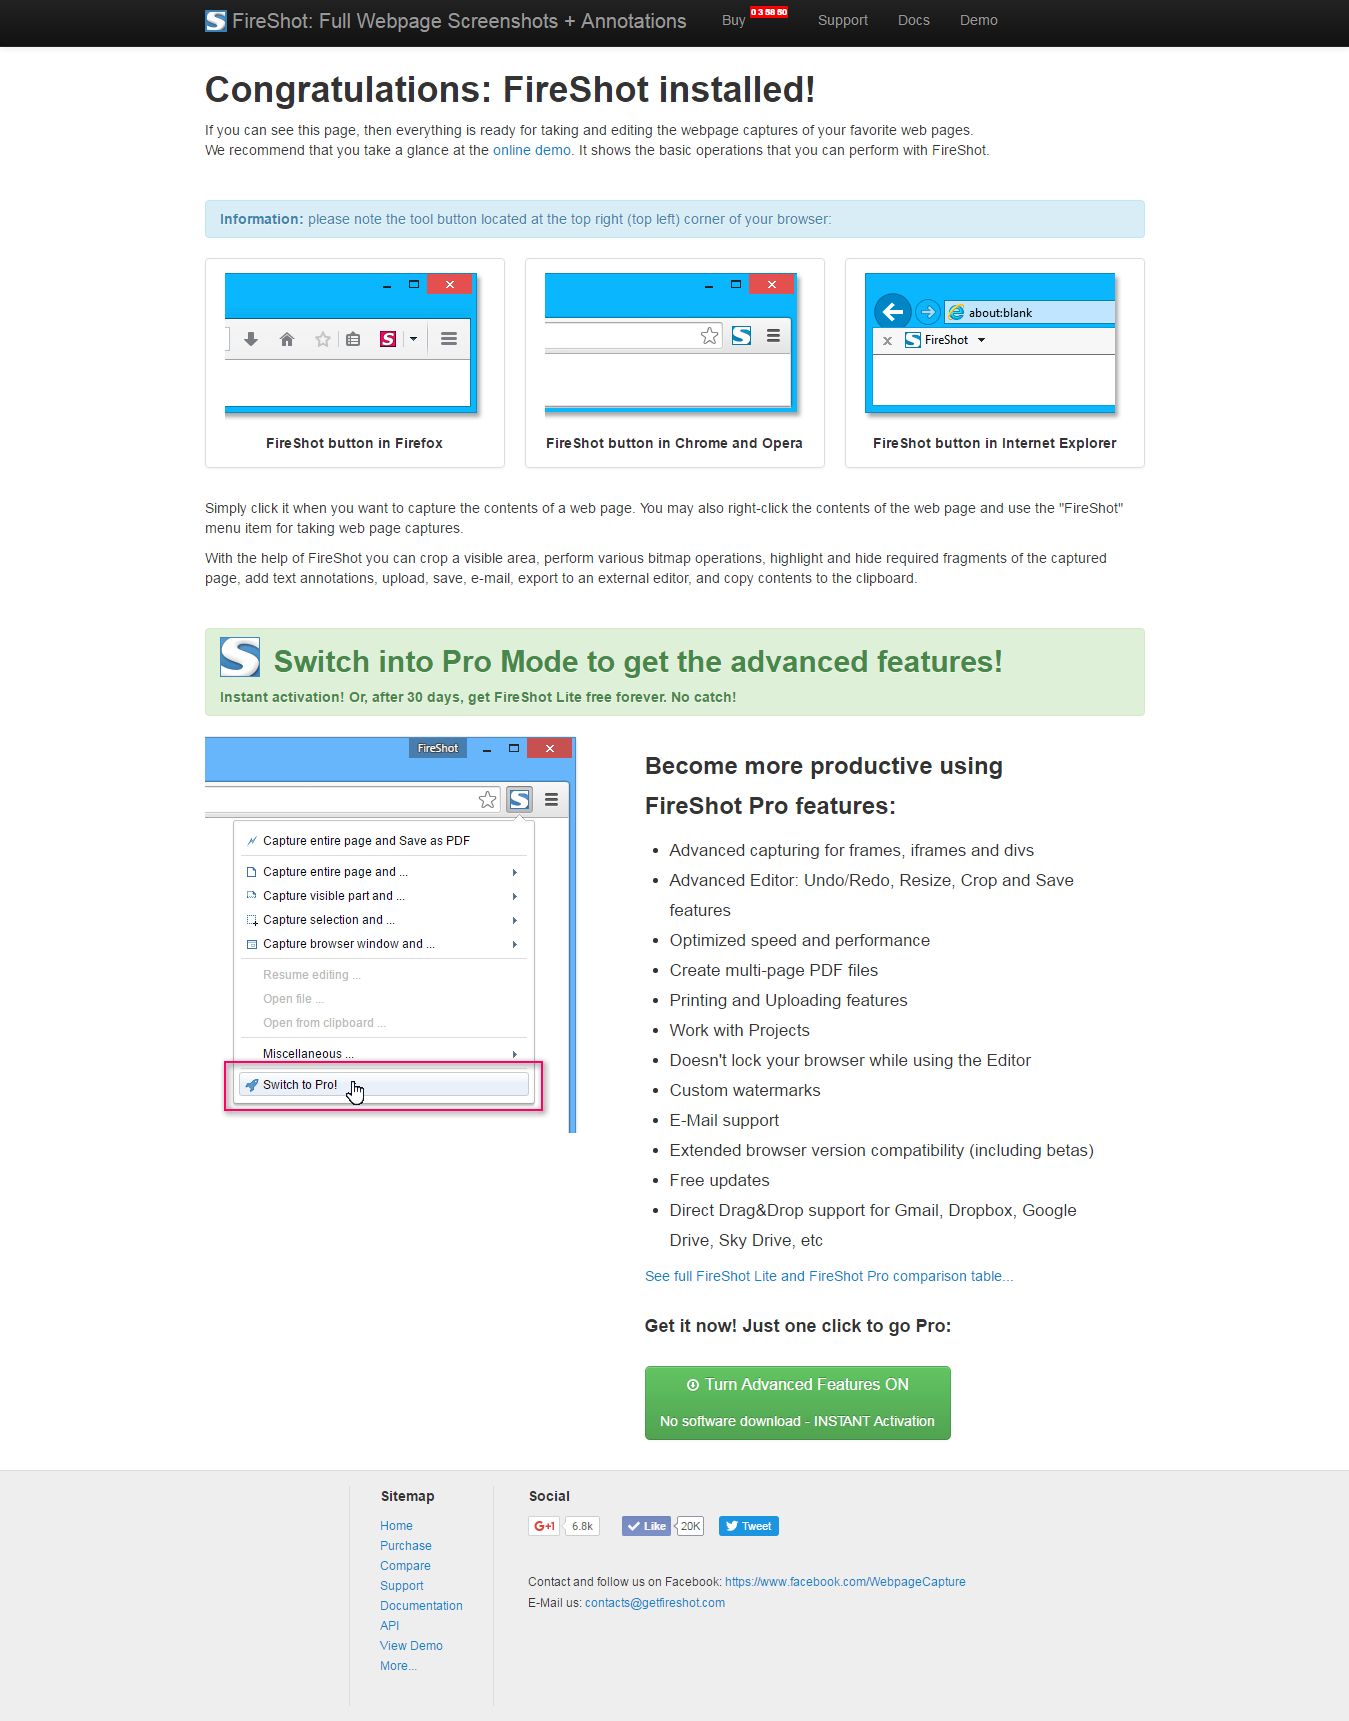 FireShot: Full Webpage Screenshots + Annotations
Buy
0 3 58 50
Support
Docs
Demo
Congratulations: FireShot installed!
If you can see this page, then everything is ready for taking and editing the webpage captures of your favorite web pages.
We recommend that you take a glance at the online demo. It shows the basic operations that you can perform with FireShot.
Information: please note the tool button located at the top right (top left) corner of your browser:
about:blank
FireShot
FireShot button in Firefox
FireShot button in Chrome and Opera
FireShot button in Internet Explorer
Simply click it when you want to capture the contents of a web page. You may also right-click the contents of the web page and use the "FireShot"
menu item for taking web page captures.
With the help of FireShot you can crop a visible area, perform various bitmap operations, highlight and hide required fragments of the captured
page, add text annotations, upload, save, e-mail, export to an external editor, and copy contents to the clipboard.
Switch into Pro Mode to get the advanced features!
Instant activation! Or, after 30 days, get FireShot Lite free forever. No catch!
FireShot
Capture entire page and Save as PDF
Capture entire page and ...
Capture visible part and ...
Capture selection and ...
Capture browser window and ...
Resume editing ...
Open file ...
Open from clipboard ...
Miscellaneous ...
Switch to Pro!
Become more productive using
FireShot Pro features:
Advanced capturing for frames, iframes and divs
Advanced Editor: Undo/Redo, Resize, Crop and Save
features
Optimized speed and performance
Create multi-page PDF files
Printing and Uploading features
Work with Projects
Doesn't lock your browser while using the Editor
Custom watermarks
E-Mail support
Extended browser version compatibility (including betas)
Free updates
Direct Drag&Drop support for Gmail, Dropbox, Google
Drive, Sky Drive, etc
See full FireShot Lite and FireShot Pro comparison table...
Get it now! Just one click to go Pro:
Turn Advanced Features ON
No software download - INSTANT Activation
Sitemap
Home
Purchase
Compare
Support
Documentation
API
View Demo
More...
Social
G+1
6.8k
Like
20K
Tweet
Contact and follow us on Facebook: https://www.facebook.com/WebpageCapture
E-Mail us: contacts@getfireshot.com